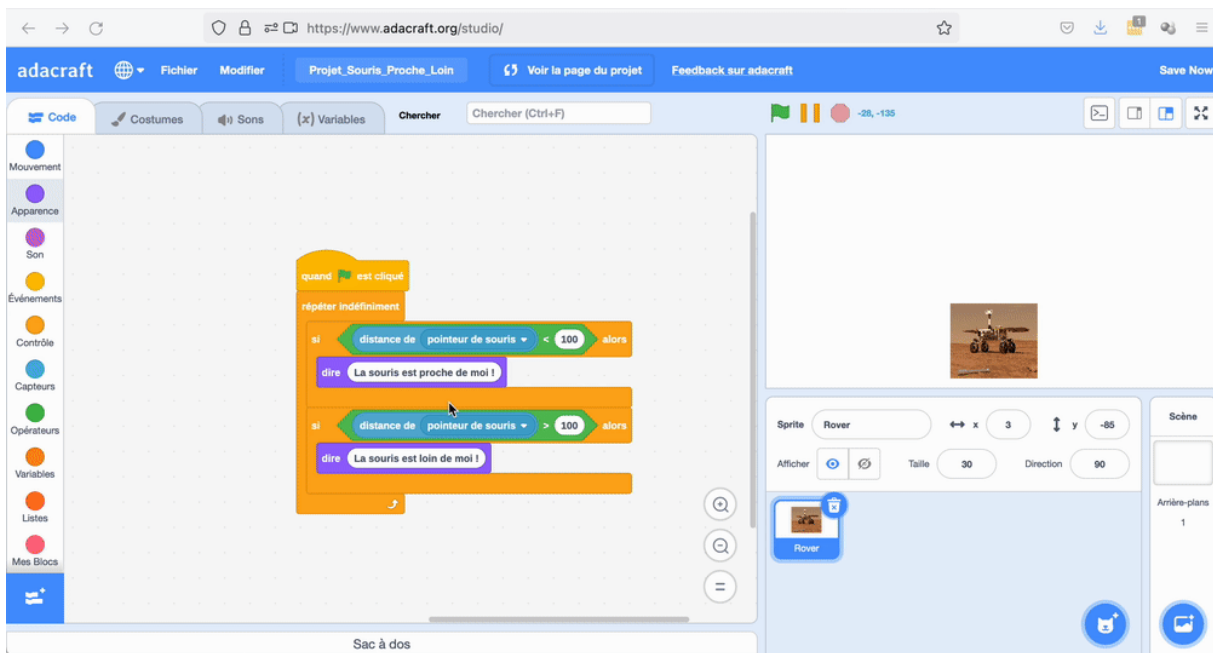 https://www.adacraft.org/studio/
1
adacraft Fichier Modifier Projet_Souris_Proche_Loin Voir la page du projet Feedback sur adacraft Save Now
Code Costumes Sons (x) Variables Chercher Chercher (Ctrl+F) -28, -135
Mouvement
Apparence
Son
Événements
Contrôle
Capteurs
Opérateurs
Variables
Listes
Mes Blocs
quand est cliqué
répéter indéfiniment
si distance de pointeur de souris < 100 alors
dire La souris est proche de moi !
si distance de pointeur de souris > 100 alors
dire La souris est loin de moi !
Sac à dos
Sprite Rover x 3 y -85
Afficher Taille 30 Direction 90
Rover
Scène
Arrière-plans
1